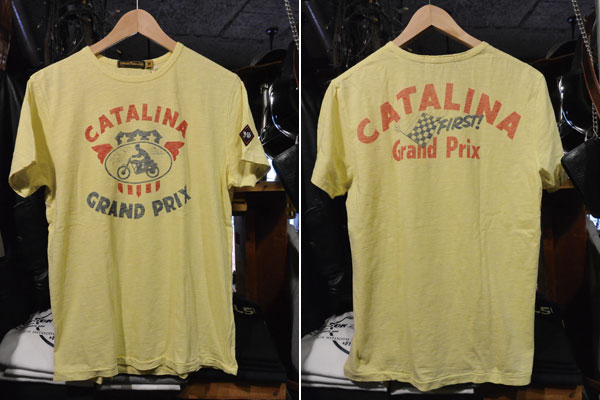 CATALINA
GRAND PRIX
CATALINA
FIRST!
Grand Prix